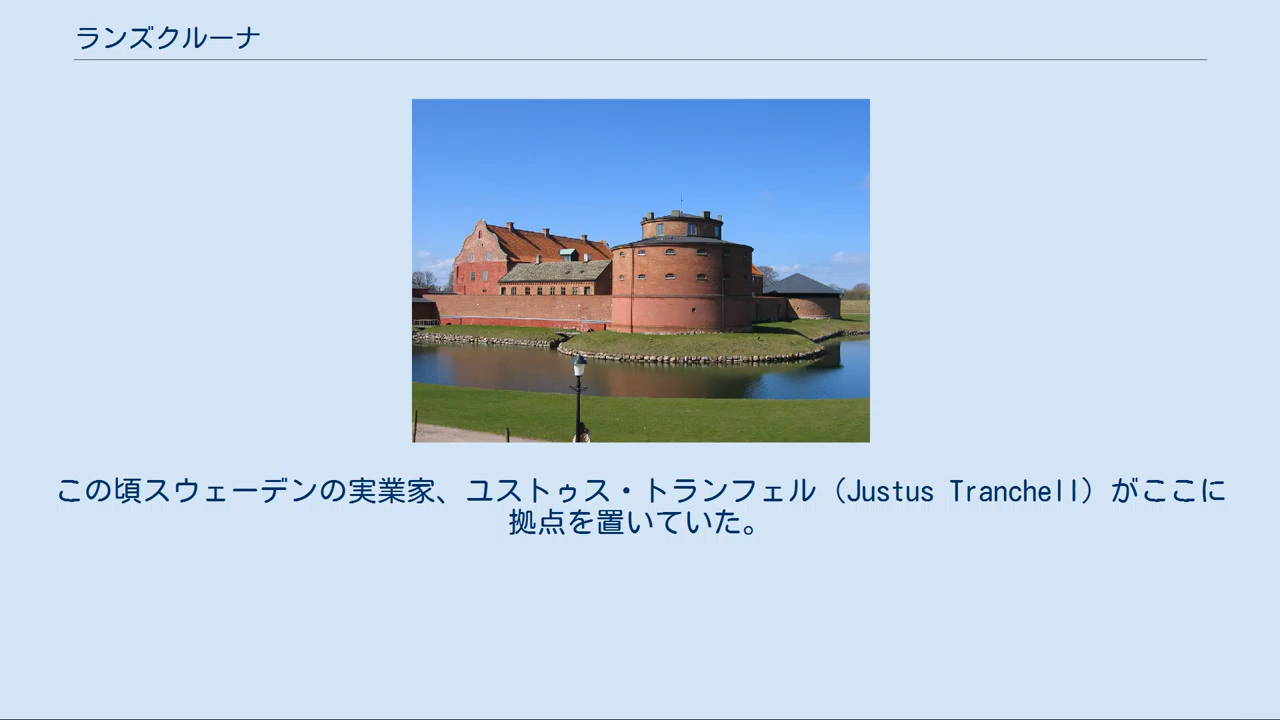 ランズクルーナ
この頃スウェーデンの実業家、ユストゥス・トランフェル（Justus Tranchell）がここに
拠点を置いていた。